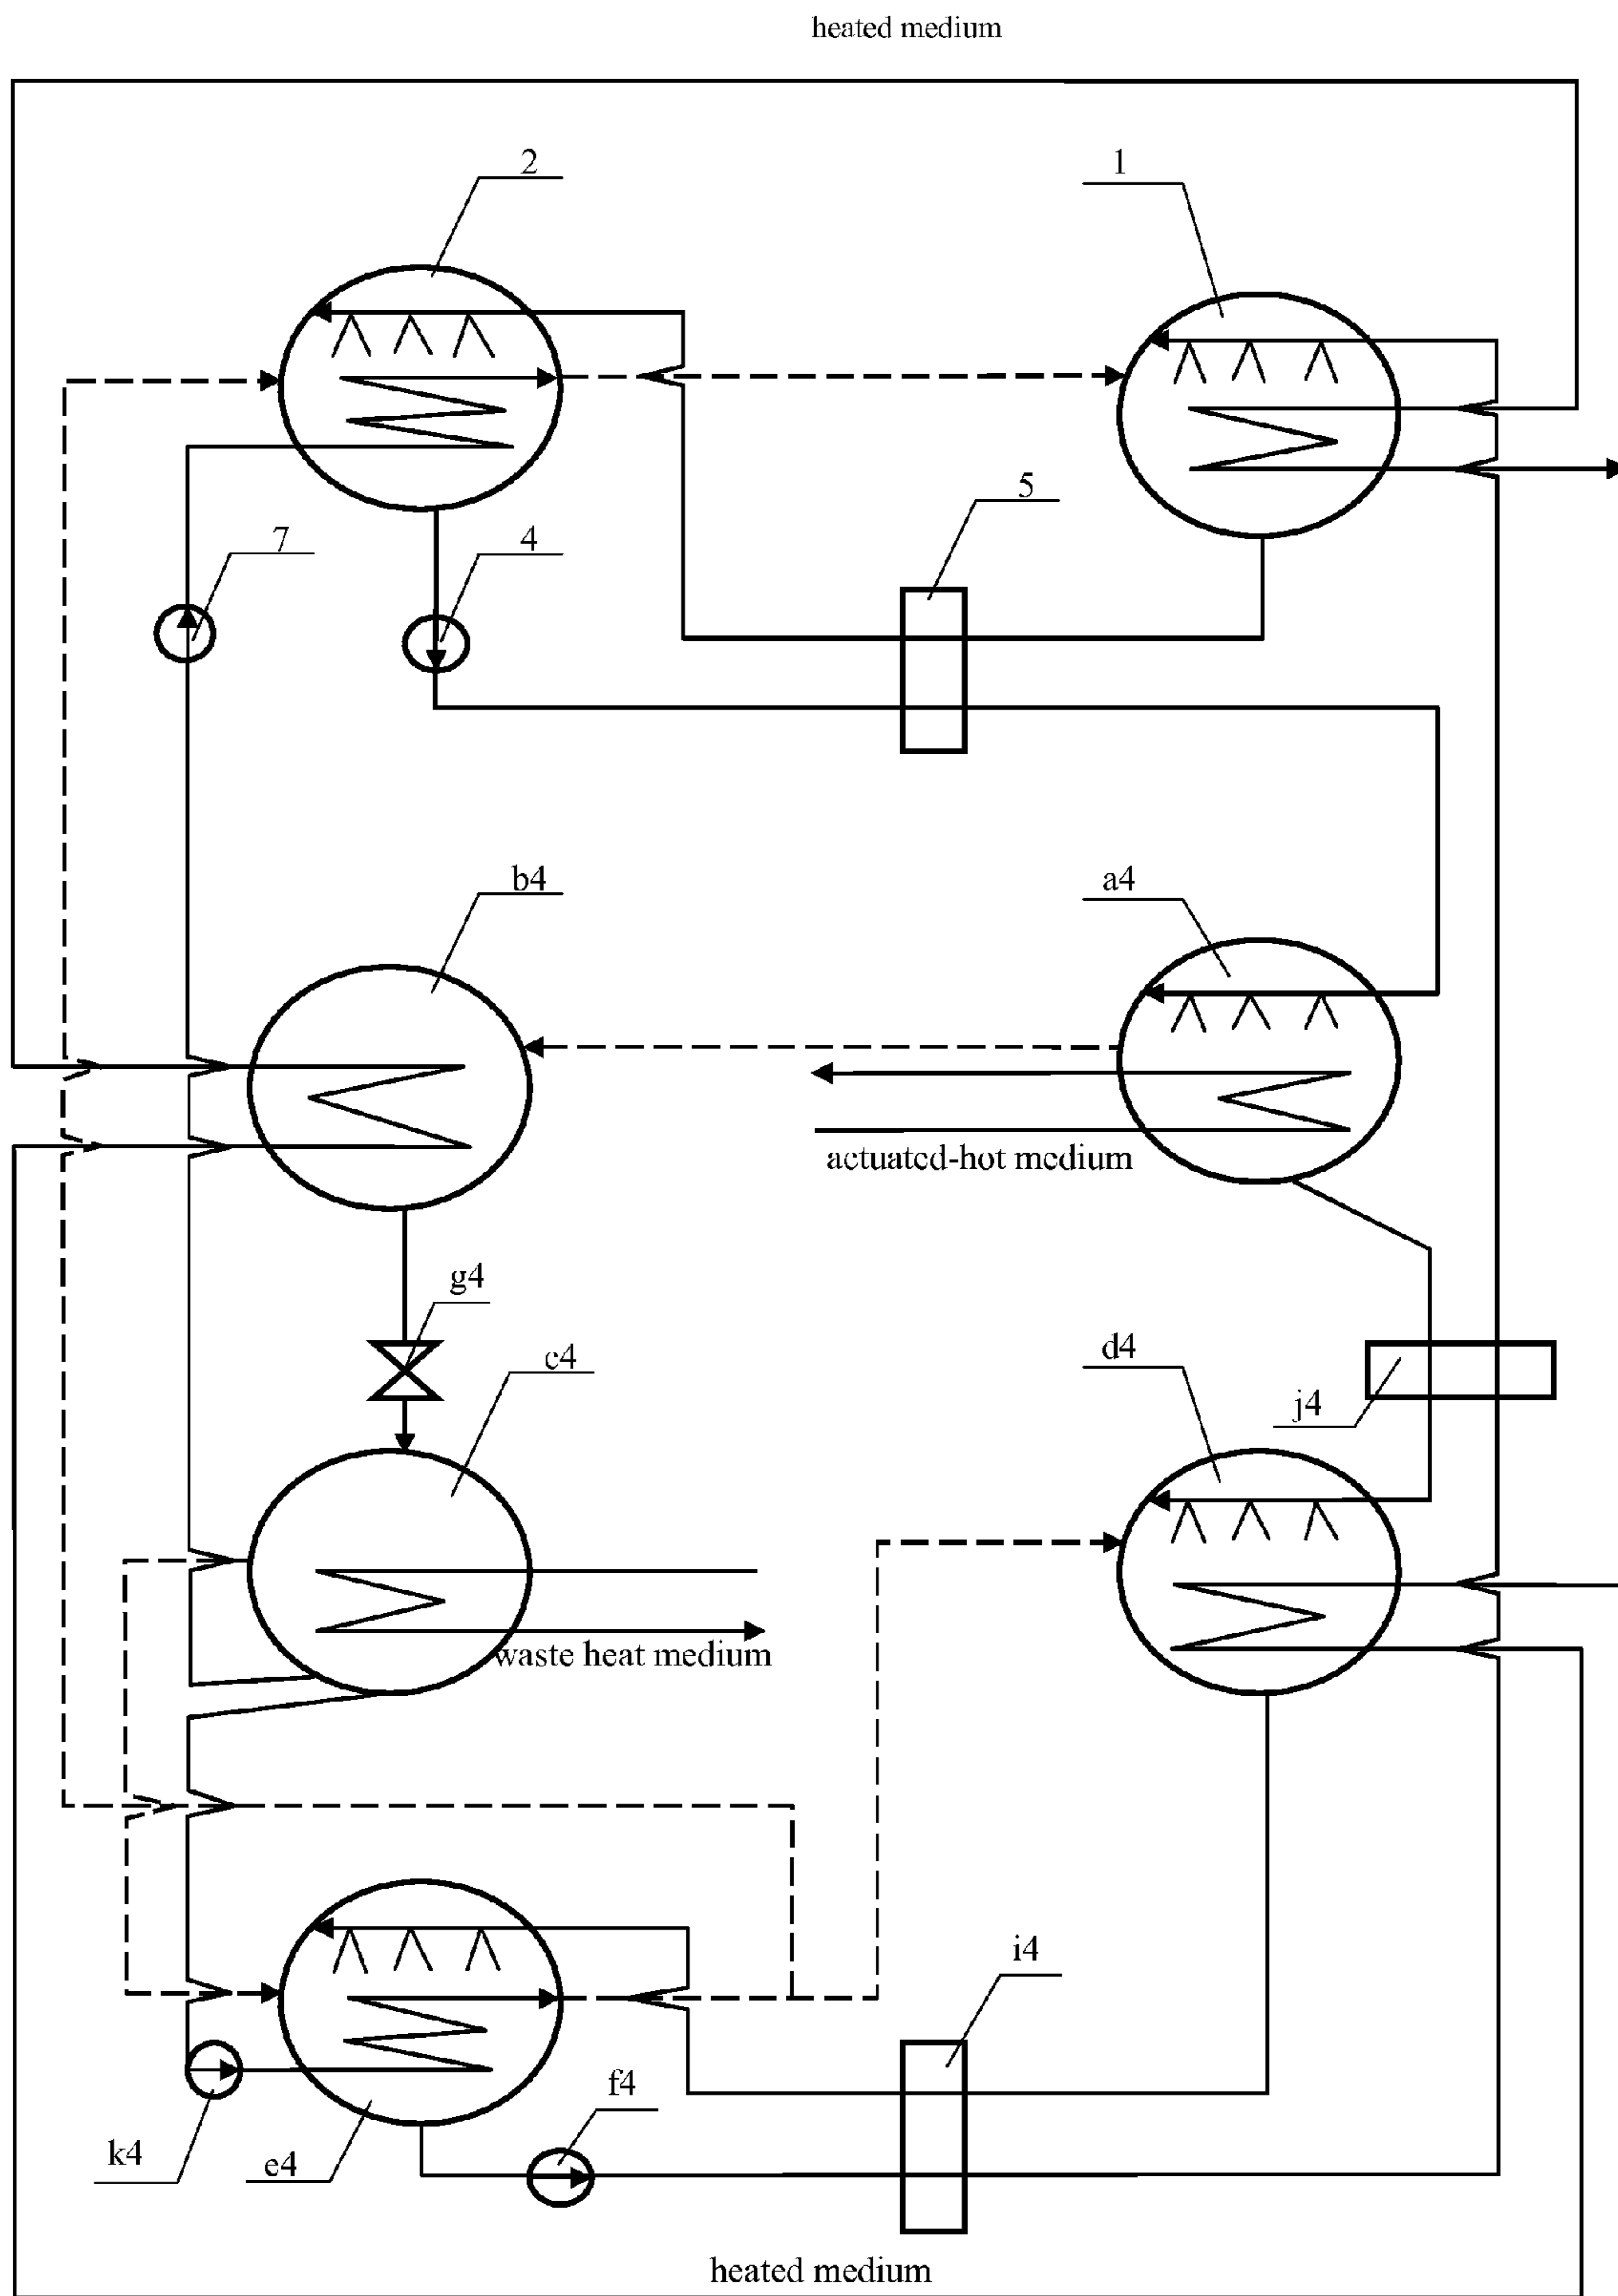 heated medium
2
1
5
7
4
b4
a4
actuated-hot medium
g4
c4
d4
j4
waste heat medium
i4
f4
k4
e4
heated medium